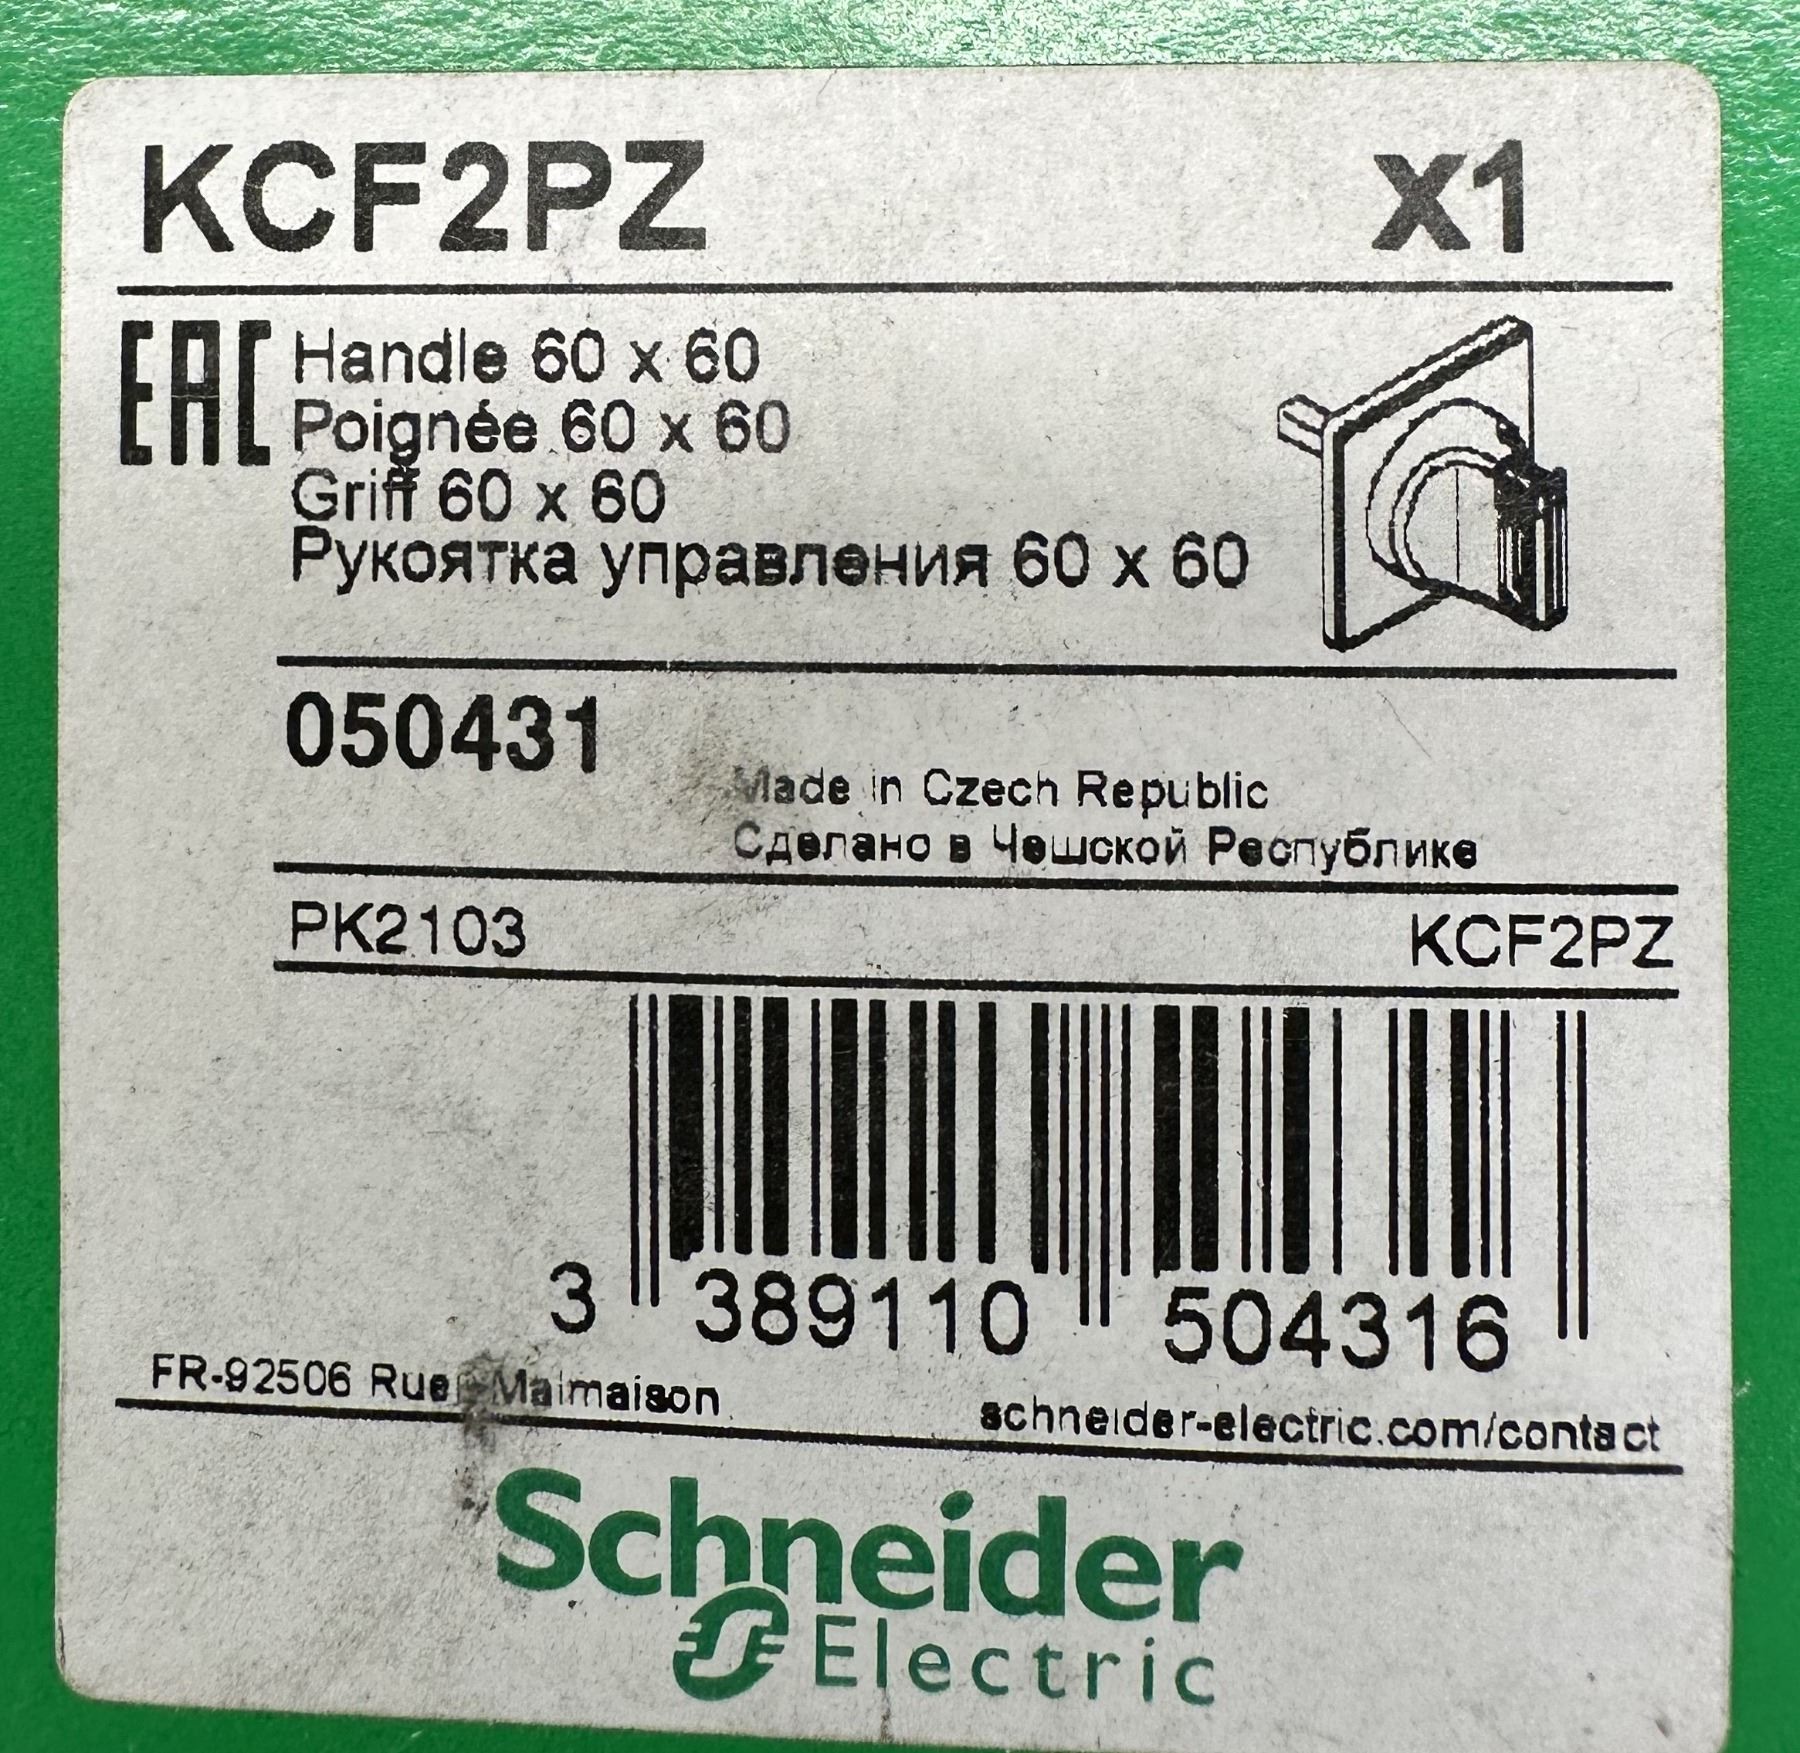 KCF2PZ x1
EAC
Handle 60 x 60
Poignée 60 x 60
Griff 60 x 60
Рукоятка управления 60 x 60
050431
Made in Czech Republic
Сделано в Чешской Республике
PK2103 KCF2PZ
3 389110 504316
FR-92506 Rueil-Malmaison
schneider-electric.com/contact
Schneider
Electric